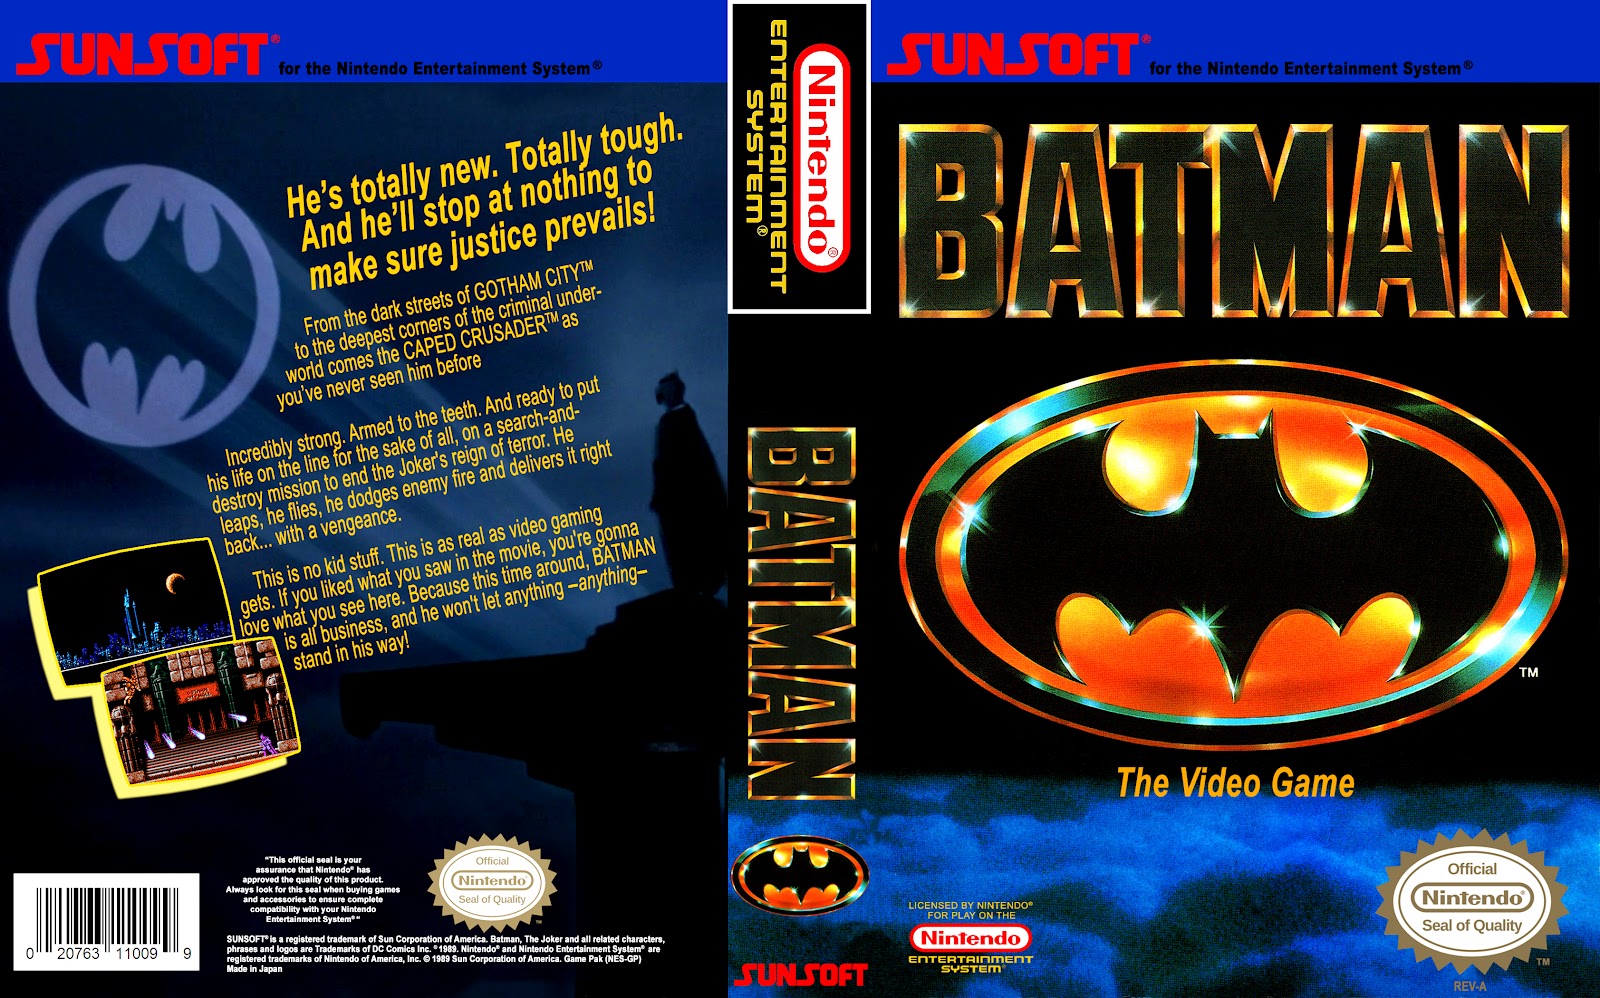 SUNSOFT® for the Nintendo Entertainment System®
He's totally new. Totally tough.
And he'll stop at nothing to
make sure justice prevails!
From the dark streets of GOTHAM CITY™
to the deepest corners of the criminal under-
world comes the CAPED CRUSADER™ as
you've never seen him before
Incredibly strong. Armed to the teeth. And ready to put
his life on the line for the sake of all, on a search-and-
destroy mission to end the Joker's reign of terror. He
leaps, he flies, he dodges enemy fire and delivers it right
back... with a vengeance.
This is no kid stuff. This is as real as video gaming
gets. If you liked what you saw in the movie, you're gonna
love what you see here. Because this time around, BATMAN
is all business, and he won't let anything –anything–
stand in his way!
"This official seal is your
assurance that Nintendo® has
approved the quality of this product.
Always look for this seal when buying games
and accessories to ensure complete
compatibility with your Nintendo
Entertainment System®"
Official
Nintendo®
Seal of Quality
™
0 20763 11009 9
SUNSOFT® is a registered trademark of Sun Corporation of America. Batman, The Joker and all related characters,
phrases and logos are Trademarks of DC Comics Inc. ® 1989. Nintendo® and Nintendo Entertainment System® are
registered trademarks of Nintendo of America, Inc. © 1989 Sun Corporation of America. Game Pak (NES-GP)
Made in Japan
Nintendo®
ENTERTAINMENT
SYSTEM®
BATMAN
SUNSOFT
SUNSOFT® for the Nintendo Entertainment System®
BATMAN
™
The Video Game
LICENSED BY NINTENDO®
FOR PLAY ON THE
Nintendo
ENTERTAINMENT
SYSTEM®
Official
Nintendo®
Seal of Quality
™
REV-A